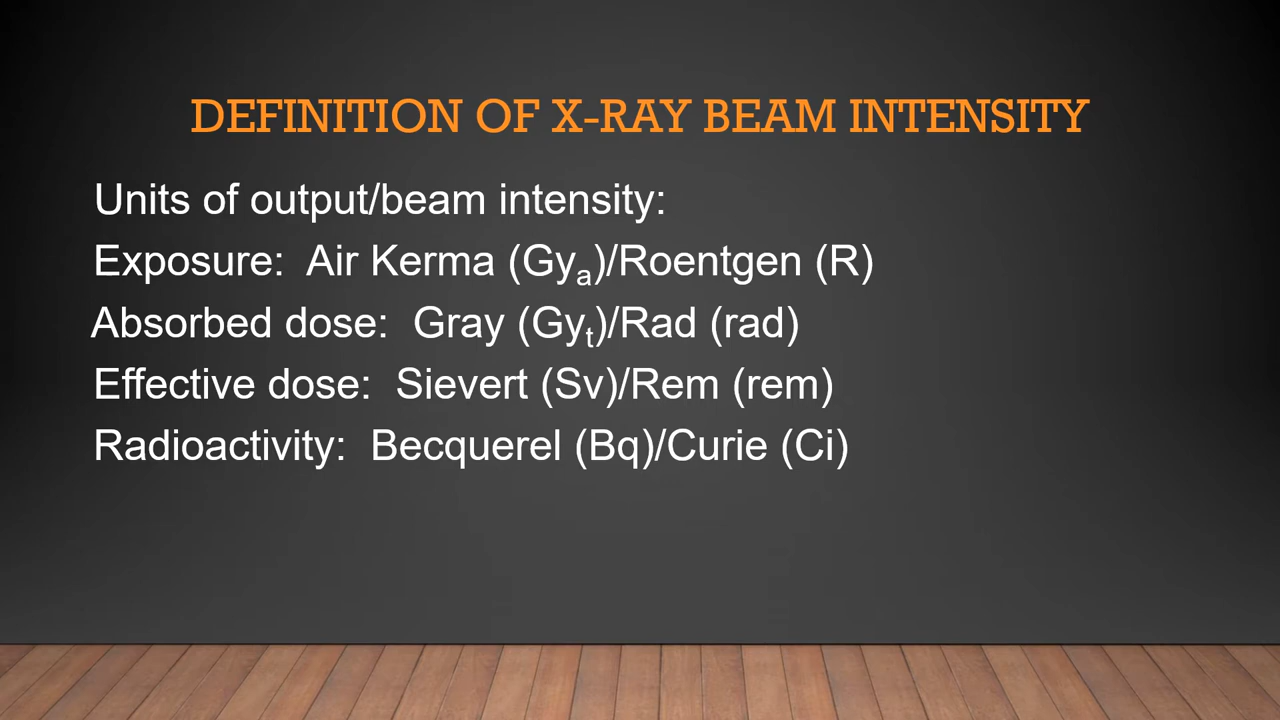 DEFINITION OF X-RAY BEAM INTENSITY
Units of output/beam intensity:
Exposure:  Air Kerma (Gyₐ)/Roentgen (R)
Absorbed dose:  Gray (Gyₜ)/Rad (rad)
Effective dose:  Sievert (Sv)/Rem (rem)
Radioactivity:  Becquerel (Bq)/Curie (Ci)